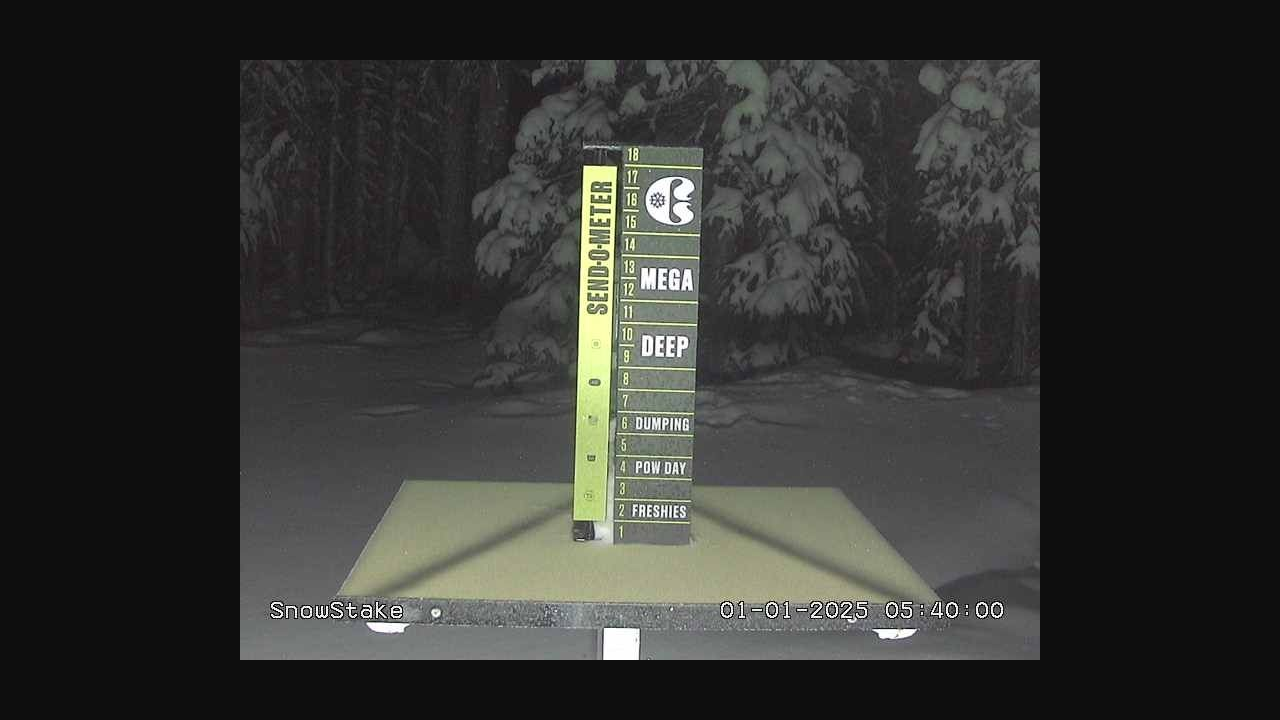 18
17
16
15
14
13
12
MEGA
11
10
9
DEEP
8
7
6 DUMPING
5
4 POW DAY
3
2 FRESHIES
1
SEND-O-METER
SnowStake
01-01-2025 05:40:00